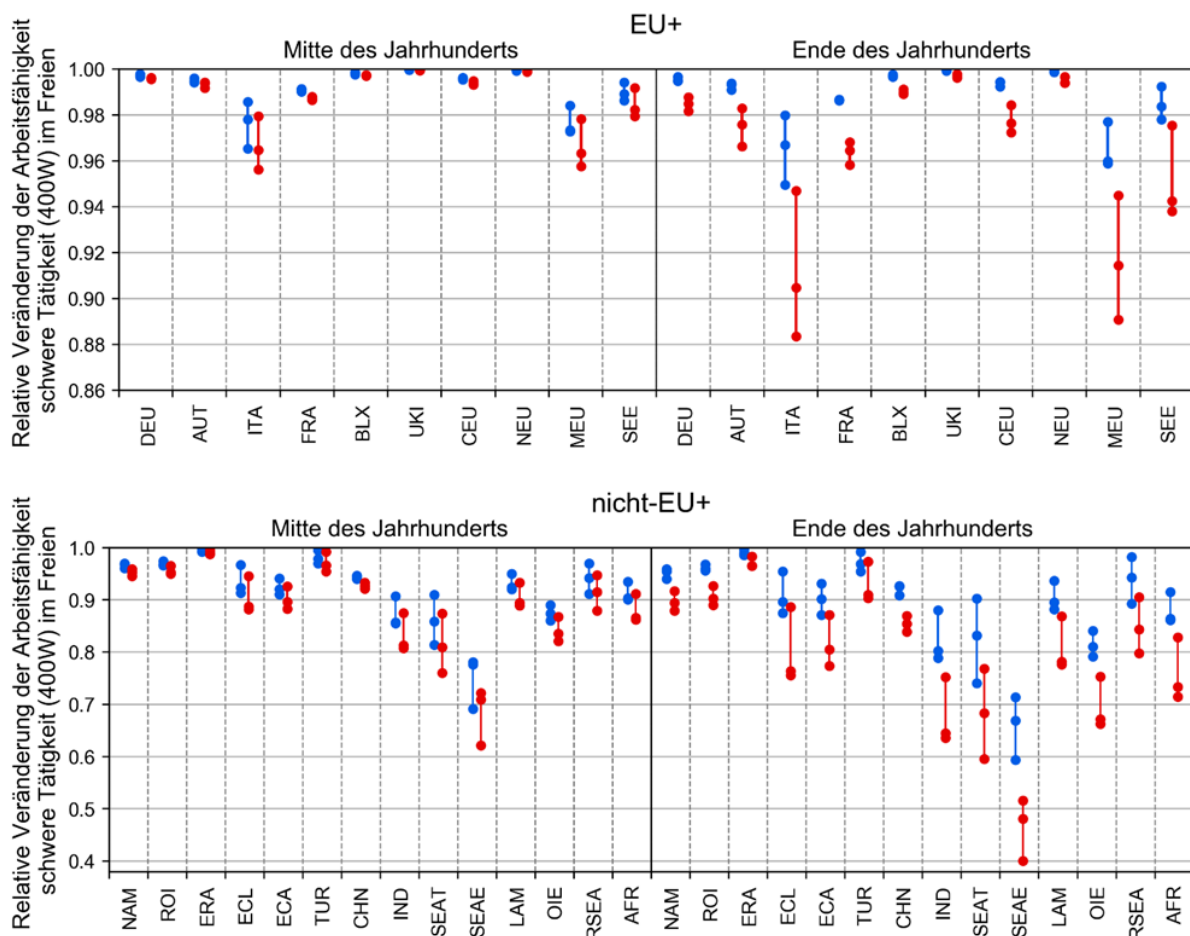 EU+
Mitte des Jahrhunderts
Ende des Jahrhunderts
Relative Veränderung der Arbeitsfähigkeit
schwere Tätigkeit (400W) im Freien
1.00
0.98
0.96
0.94
0.92
0.90
0.88
0.86
DEU
AUT
ITA
FRA
BLX
UKI
CEU
NEU
MEU
SEE
DEU
AUT
ITA
FRA
BLX
UKI
CEU
NEU
MEU
SEE
nicht-EU+
Mitte des Jahrhunderts
Ende des Jahrhunderts
Relative Veränderung der Arbeitsfähigkeit
schwere Tätigkeit (400W) im Freien
1.0
0.9
0.8
0.7
0.6
0.5
0.4
NAM
ROI
ERA
ECL
ECA
TUR
CHN
IND
SEAT
SEAE
LAM
OIE
RSEA
AFR
NAM
ROI
ERA
ECL
ECA
TUR
CHN
IND
SEAT
SEAE
LAM
OIE
RSEA
AFR